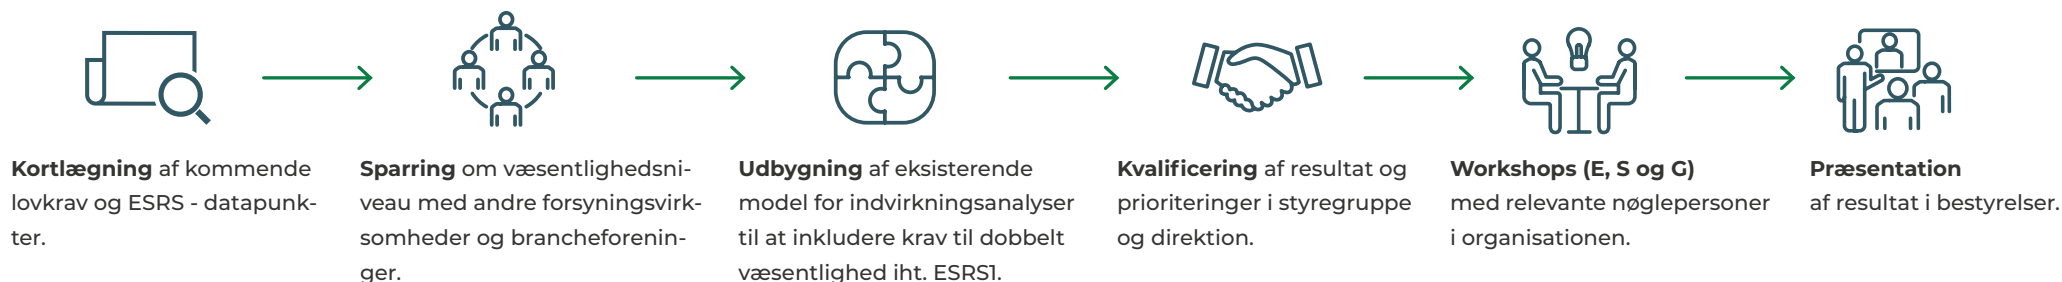 Kortlægning af kommende
lovkrav og ESRS - datapunk-
ter.
Sparring om væsentlighedsni-
veau med andre forsyningsvirk-
somheder og brancheforenin-
ger.
Udbygning af eksisterende
model for indvirkningsanalyser
til at inkludere krav til dobbelt
væsentlighed iht. ESRS1.
Kvalificering af resultat og
prioriteringer i styregruppe
og direktion.
Workshops (E, S og G)
med relevante nøglepersoner
i organisationen.
Præsentation
af resultat i bestyrelser.